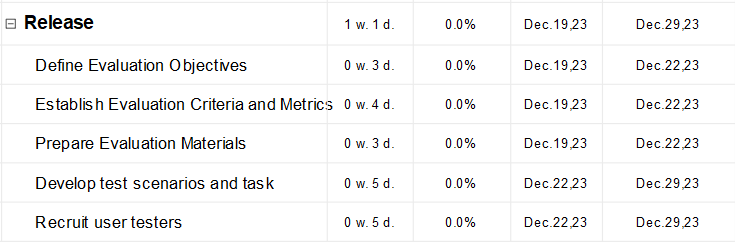 Release 1 w. 1 d. 0.0% Dec.19,23 Dec.29,23
Define Evaluation Objectives 0 w. 3 d. 0.0% Dec.19,23 Dec.22,23
Establish Evaluation Criteria and Metrics 0 w. 4 d. 0.0% Dec.19,23 Dec.22,23
Prepare Evaluation Materials 0 w. 3 d. 0.0% Dec.19,23 Dec.22,23
Develop test scenarios and task 0 w. 5 d. 0.0% Dec.22,23 Dec.29,23
Recruit user testers 0 w. 5 d. 0.0% Dec.22,23 Dec.29,23